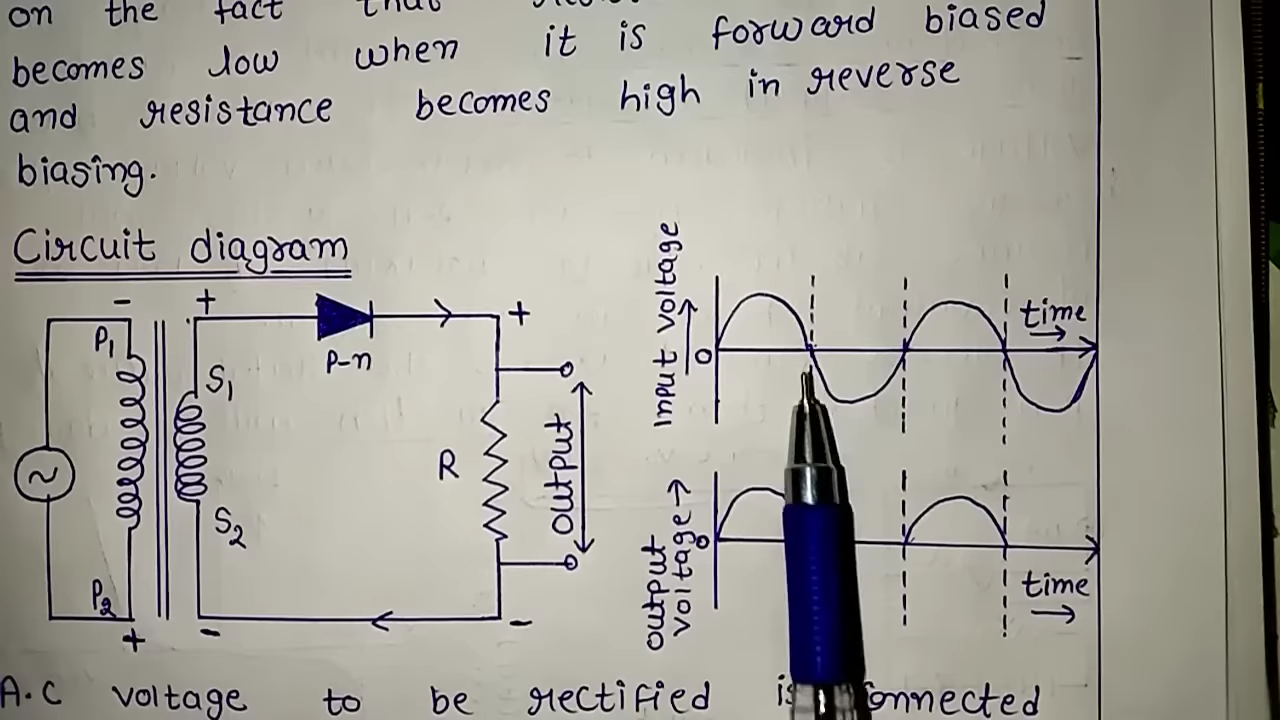 on the fact that
becomes low when it is forward biased
and resistance becomes high in reverse
biasing.
Circuit diagram
- + +
P1 S1 P-n
R output
S2
P2
+ - -
Input voltage
0
time
output
voltage
0
time
A.C voltage to be rectified is connected